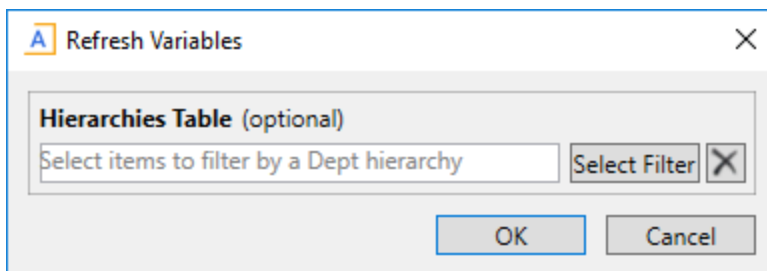 A Refresh Variables
Hierarchies Table (optional)
Select items to filter by a Dept hierarchy Select Filter
OK Cancel